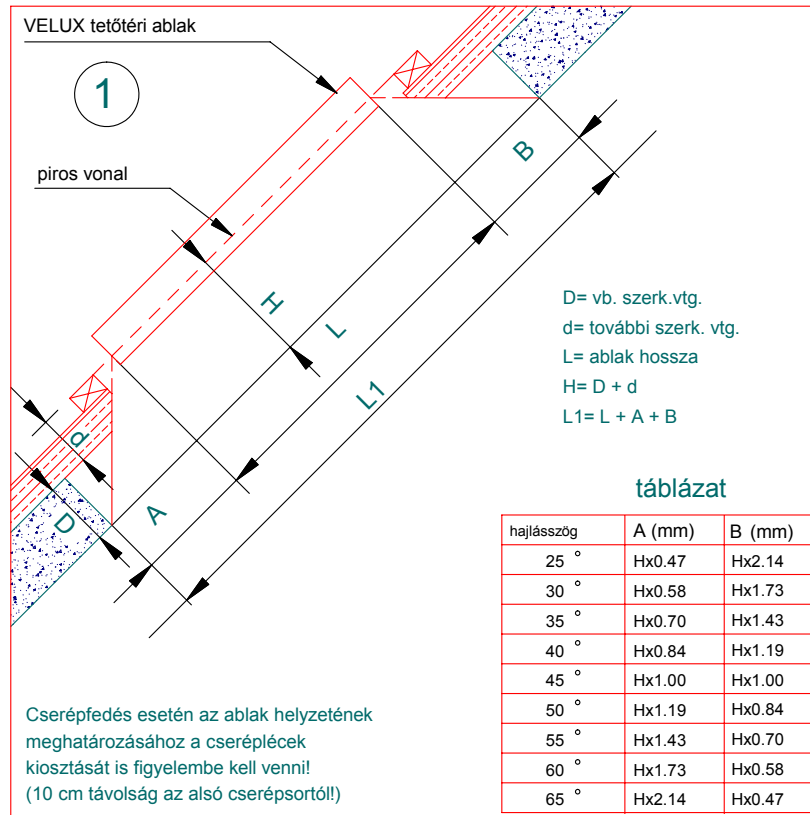 VELUX tetőtéri ablak
1
piros vonal
B
H
L
L1
d
D
A
D= vb. szerk.vtg.
d= további szerk. vtg.
L= ablak hossza
H= D + d
L1= L + A + B
táblázat
hajlásszög A (mm) B (mm)
25 ° Hx0.47 Hx2.14
30 ° Hx0.58 Hx1.73
35 ° Hx0.70 Hx1.43
40 ° Hx0.84 Hx1.19
45 ° Hx1.00 Hx1.00
50 ° Hx1.19 Hx0.84
55 ° Hx1.43 Hx0.70
60 ° Hx1.73 Hx0.58
65 ° Hx2.14 Hx0.47
Cserépfedés esetén az ablak helyzetének
meghatározásához a cseréplécek
kiosztását is figyelembe kell venni!
(10 cm távolság az alsó cserépsortól!)